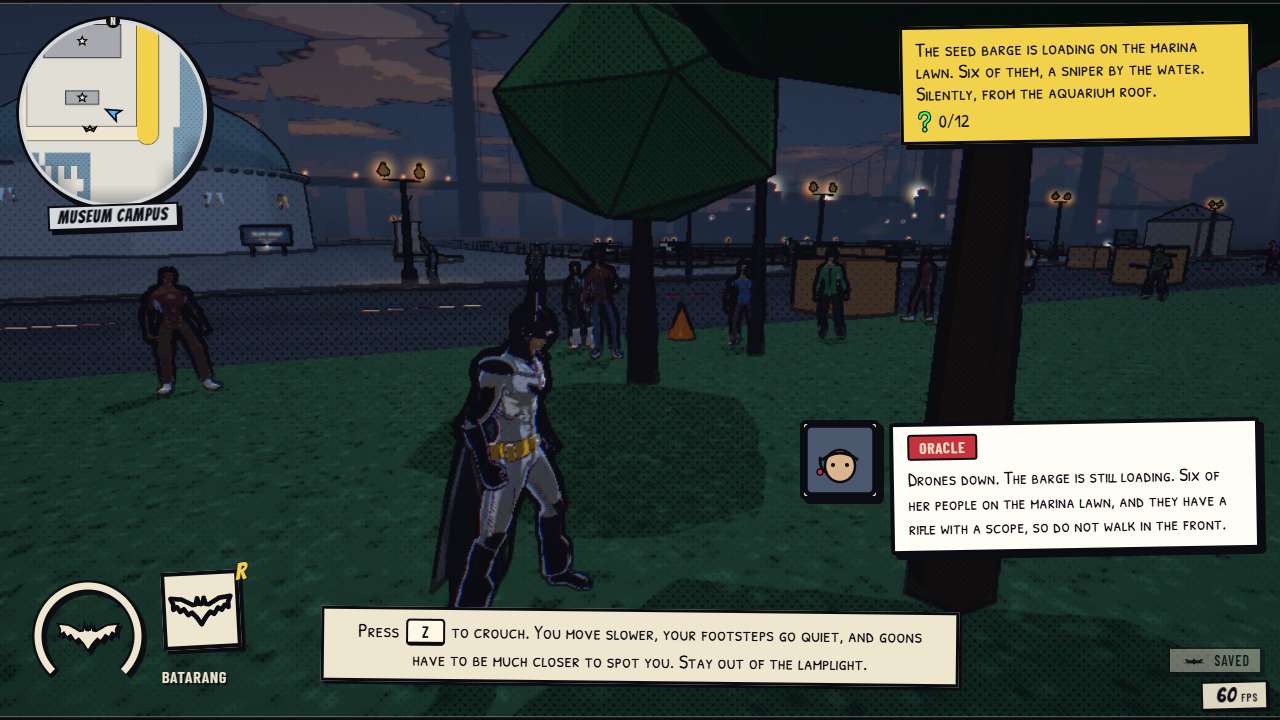 N
MUSEUM CAMPUS
THE SEED BARGE IS LOADING ON THE MARINA
LAWN. SIX OF THEM, A SNIPER BY THE WATER.
SILENTLY, FROM THE AQUARIUM ROOF.
? 0/12
ORACLE
DRONES DOWN. THE BARGE IS STILL LOADING. SIX OF
HER PEOPLE ON THE MARINA LAWN, AND THEY HAVE A
RIFLE WITH A SCOPE, SO DO NOT WALK IN THE FRONT.
R
BATARANG
PRESS Z TO CROUCH. YOU MOVE SLOWER, YOUR FOOTSTEPS GO QUIET, AND GOONS
HAVE TO BE MUCH CLOSER TO SPOT YOU. STAY OUT OF THE LAMPLIGHT.
SAVED
60 FPS